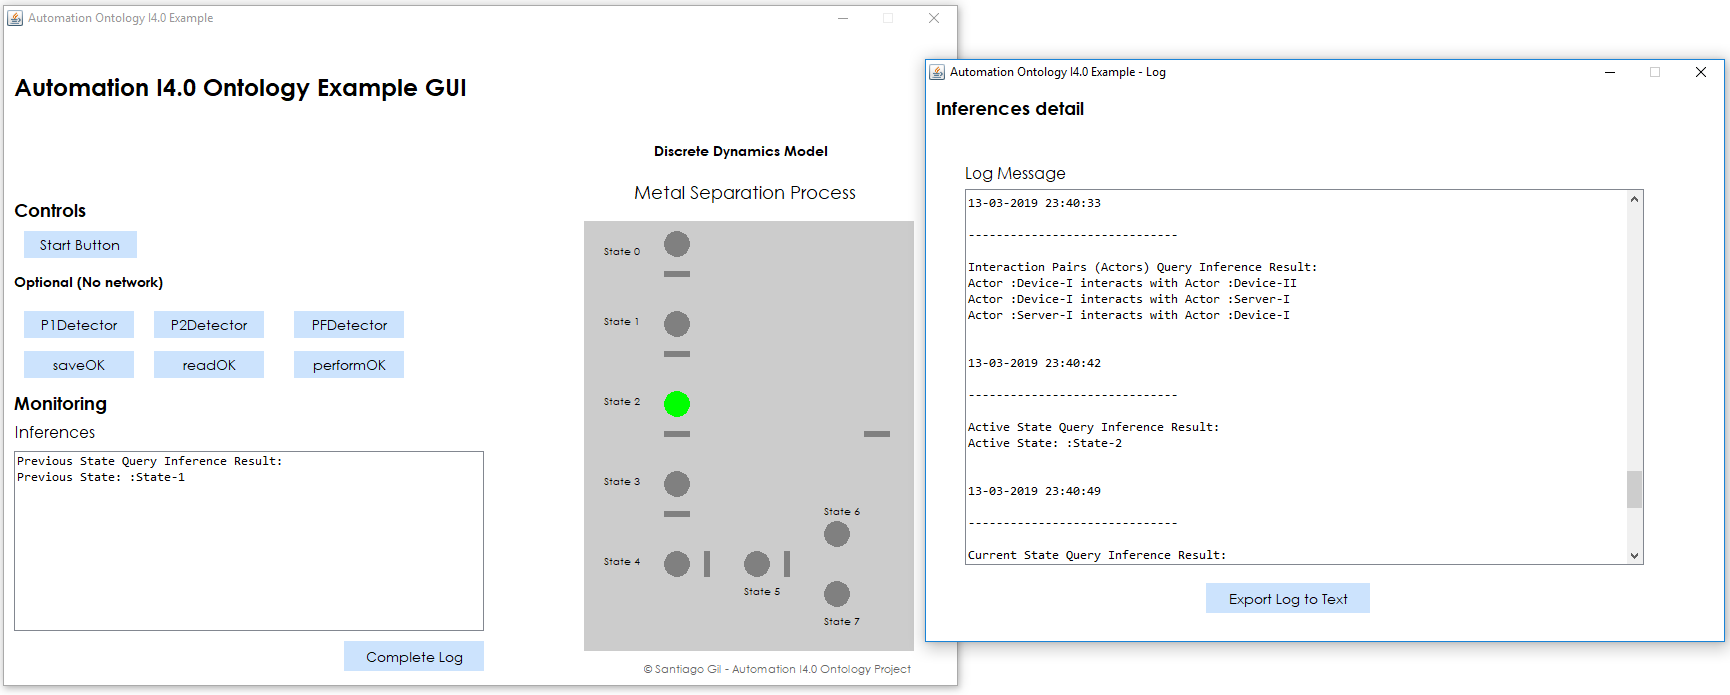 Automation Ontology I4.0 Example
Automation I4.0 Ontology Example GUI
Discrete Dynamics Model
Metal Separation Process
Controls
Start Button
Optional (No network)
P1Detector P2Detector PFDetector
saveOK readOK performOK
Monitoring
Inferences
Previous State Query Inference Result:
Previous State: :State-1
Complete Log
State 0
State 1
State 2
State 3
State 4
State 5
State 6
State 7
© Santiago Gil - Automation I4.0 Ontology Project
Automation Ontology I4.0 Example - Log
Inferences detail
Log Message
13-03-2019 23:40:33
------------------------------
Interaction Pairs (Actors) Query Inference Result:
Actor :Device-I interacts with Actor :Device-II
Actor :Device-I interacts with Actor :Server-I
Actor :Server-I interacts with Actor :Device-I
13-03-2019 23:40:42
------------------------------
Active State Query Inference Result:
Active State: :State-2
13-03-2019 23:40:49
------------------------------
Current State Query Inference Result:
Export Log to Text